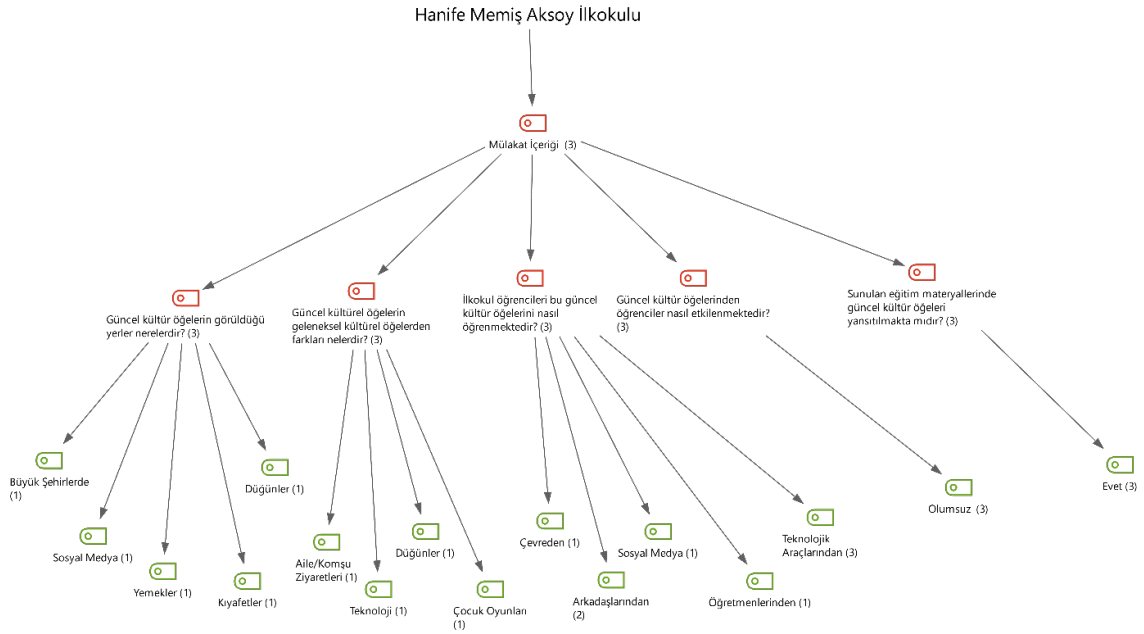 Hanife Memiş Aksoy İlkokulu
Mülakat İçeriği (3)
Güncel kültür öğelerin görüldüğü
yerler nerelerdir? (3)
Güncel kültürel öğelerin
geleneksel kültürel öğelerden
farkları nelerdir? (3)
İlkokul öğrencileri bu güncel
kültür öğelerini nasıl
öğrenmektedir? (3)
Güncel kültür öğelerinden
öğrenciler nasıl etkilenmektedir?
(3)
Sunulan eğitim materyallerinde
güncel kültür öğeleri
yansıtılmakta mıdır? (3)
Büyük Şehirlerde
(1)
Sosyal Medya (1)
Yemekler (1)
Kıyafetler (1)
Düğünler (1)
Aile/Komşu
Ziyaretleri (1)
Teknoloji (1)
Düğünler (1)
Çocuk Oyunları
(1)
Çevreden (1)
Arkadaşlarından
(2)
Sosyal Medya (1)
Öğretmenlerinden (1)
Teknolojik
Araçlarından (3)
Olumsuz (3)
Evet (3)